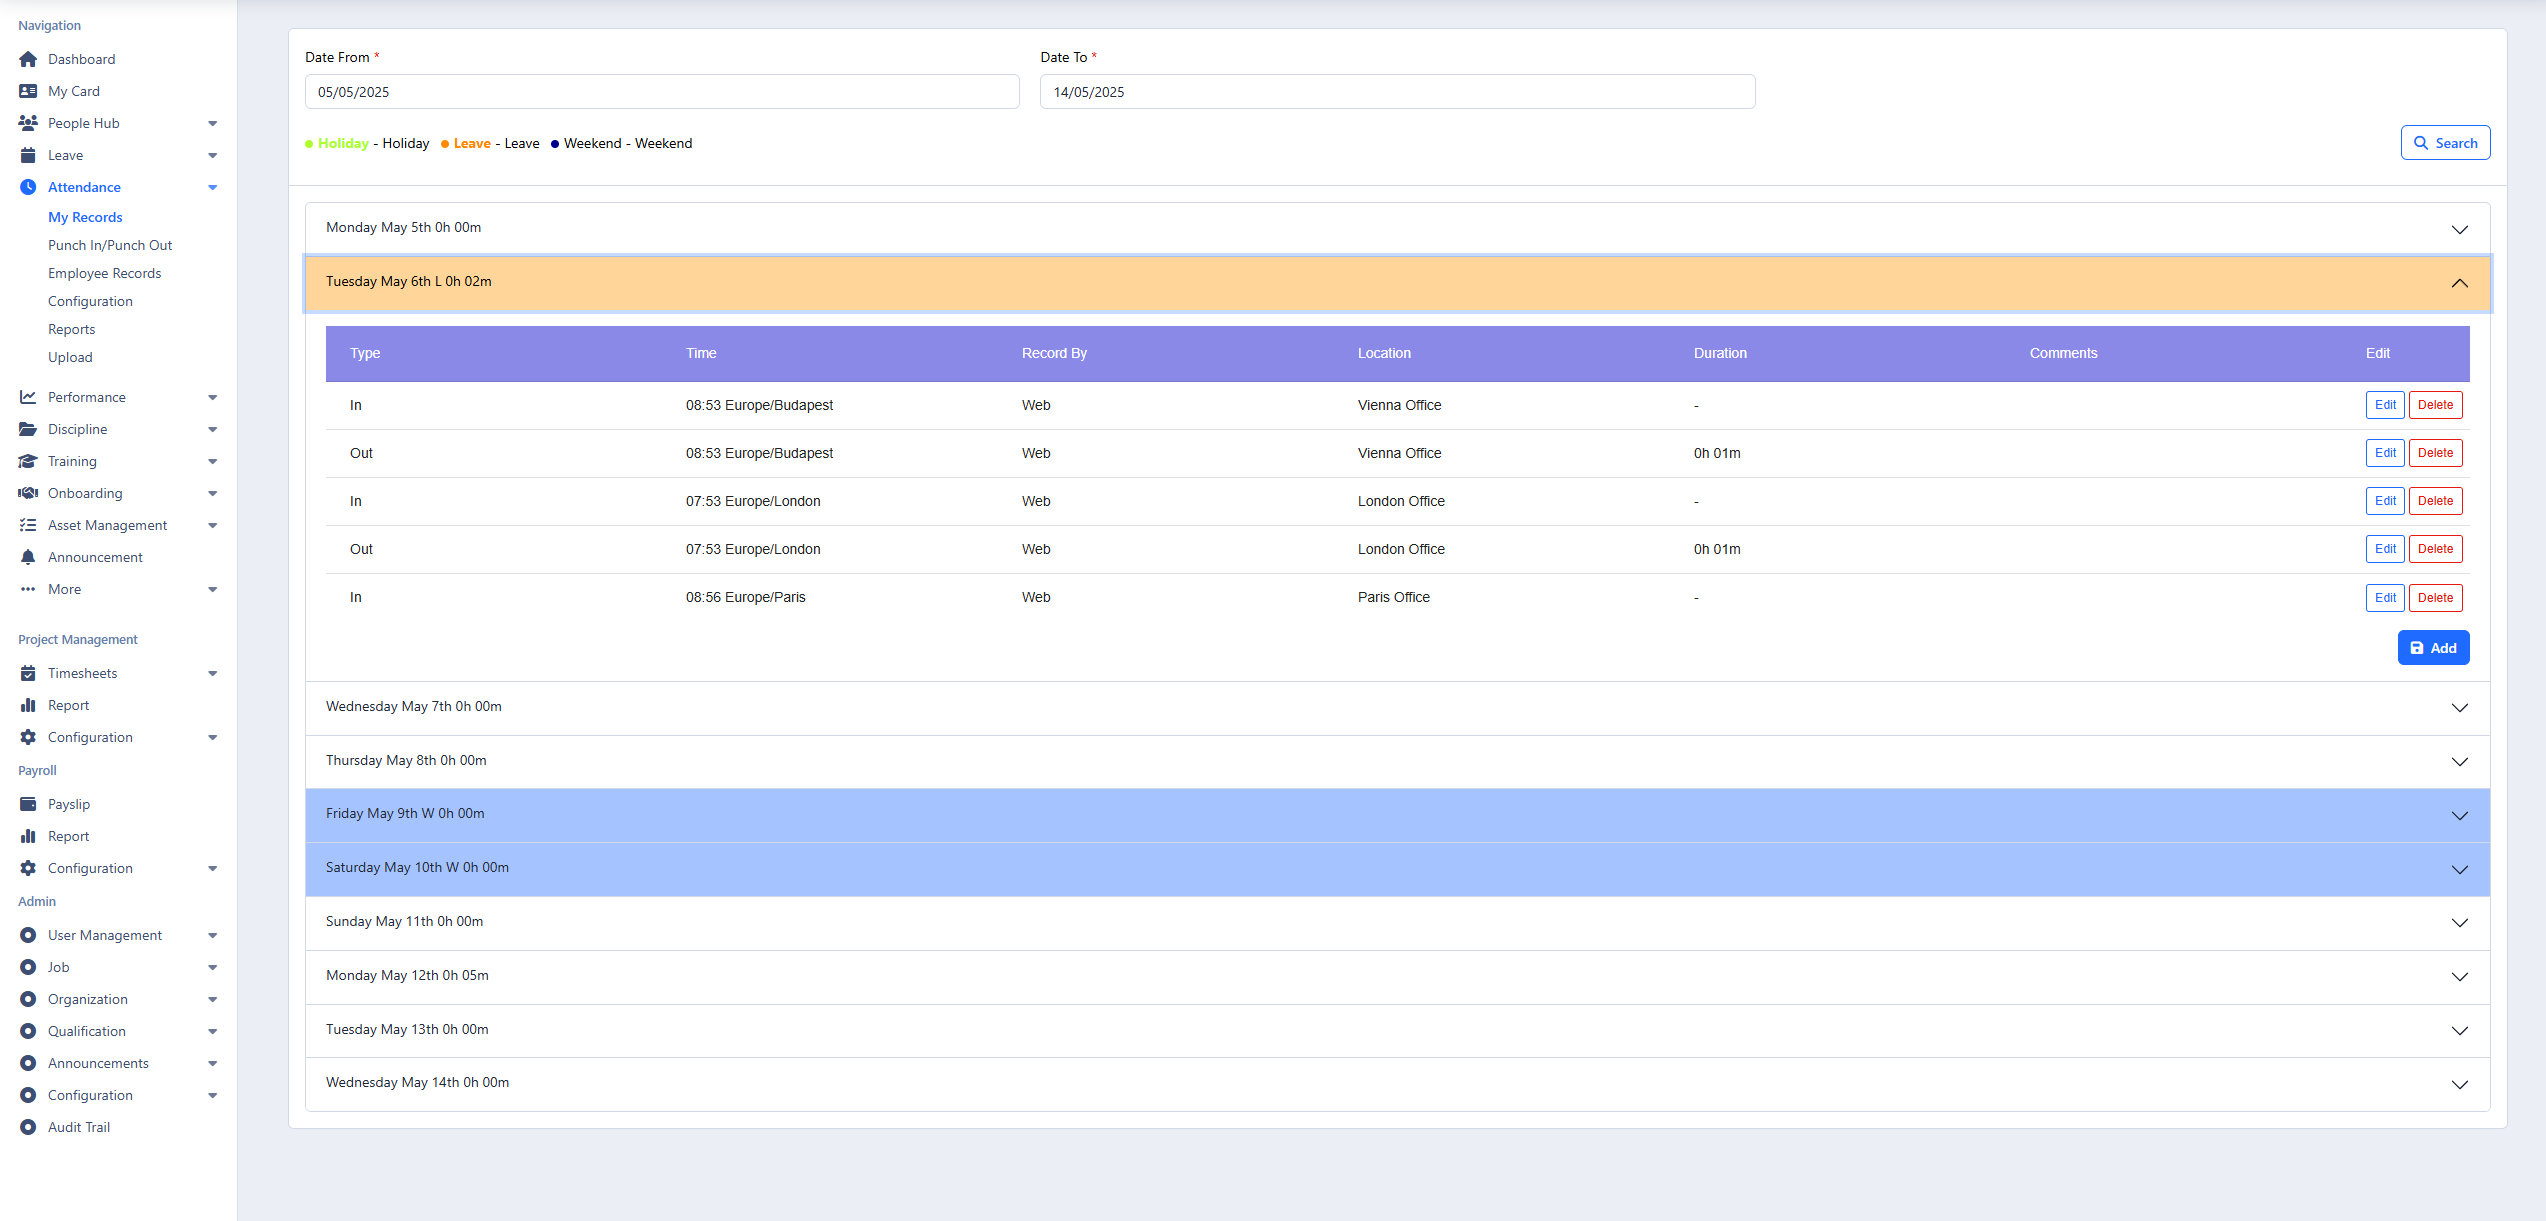 Navigation
Dashboard
My Card
People Hub
Leave
Attendance
My Records
Punch In/Punch Out
Employee Records
Configuration
Reports
Upload
Performance
Discipline
Training
Onboarding
Asset Management
Announcement
More
Project Management
Timesheets
Report
Configuration
Payroll
Payslip
Report
Configuration
Admin
User Management
Job
Organization
Qualification
Announcements
Configuration
Audit Trail
Date From * Date To *
05/05/2025 14/05/2025
Holiday - Holiday Leave - Leave Weekend - Weekend Search
Monday May 5th 0h 00m
Tuesday May 6th L 0h 02m
Type Time Record By Location Duration Comments Edit
In 08:53 Europe/Budapest Web Vienna Office - Edit Delete
Out 08:53 Europe/Budapest Web Vienna Office 0h 01m Edit Delete
In 07:53 Europe/London Web London Office - Edit Delete
Out 07:53 Europe/London Web London Office 0h 01m Edit Delete
In 08:56 Europe/Paris Web Paris Office - Edit Delete
Add
Wednesday May 7th 0h 00m
Thursday May 8th 0h 00m
Friday May 9th W 0h 00m
Saturday May 10th W 0h 00m
Sunday May 11th 0h 00m
Monday May 12th 0h 05m
Tuesday May 13th 0h 00m
Wednesday May 14th 0h 00m